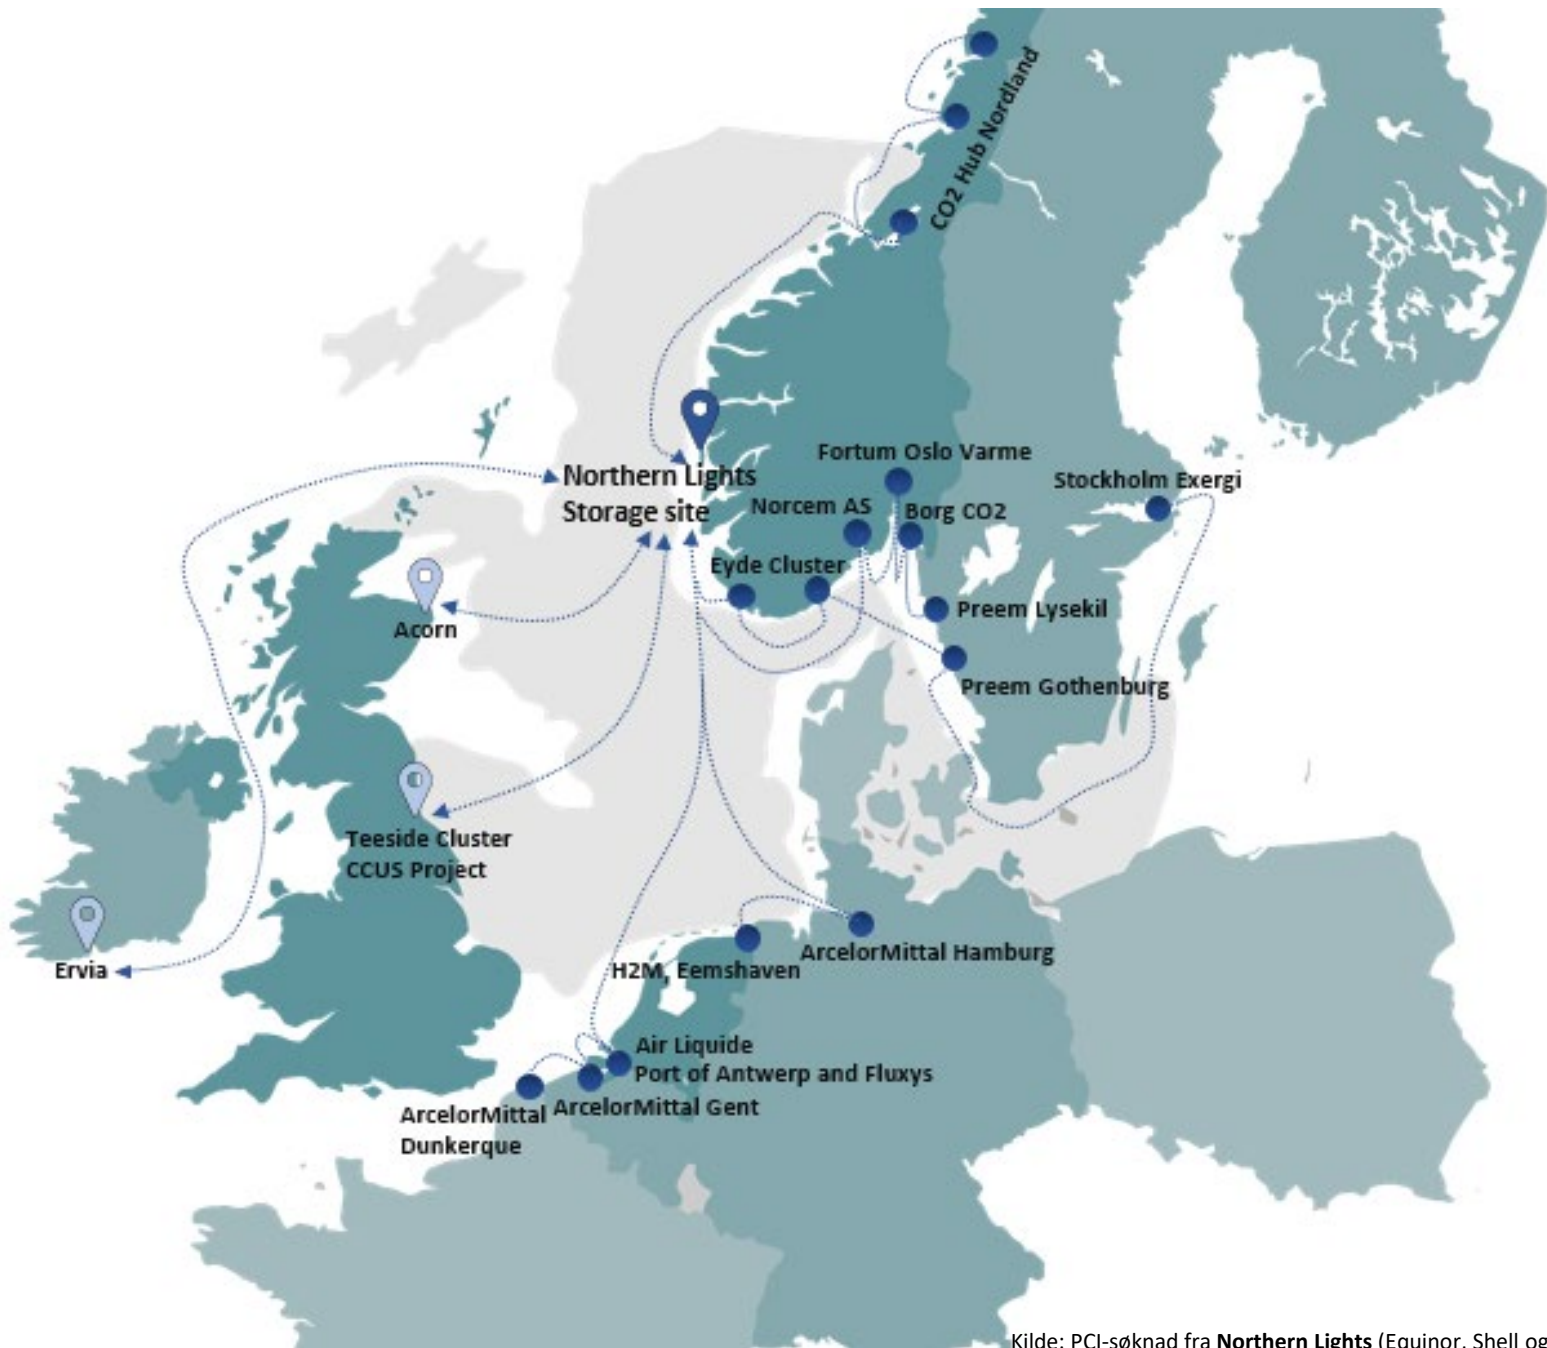 CO2 Hub Nordland
Northern Lights
Storage site
Fortum Oslo Varme
Stockholm Exergi
Norcem AS
Borg CO2
Eyde Cluster
Preem Lysekil
Acorn
Preem Gothenburg
Teeside Cluster
CCUS Project
Ervia
H2M, Eemshaven
ArcelorMittal Hamburg
Air Liquide
Port of Antwerp and Fluxys
ArcelorMittal Gent
ArcelorMittal
Dunkerque
Kilde: PCI-søknad fra Northern Lights (Equinor, Shell og